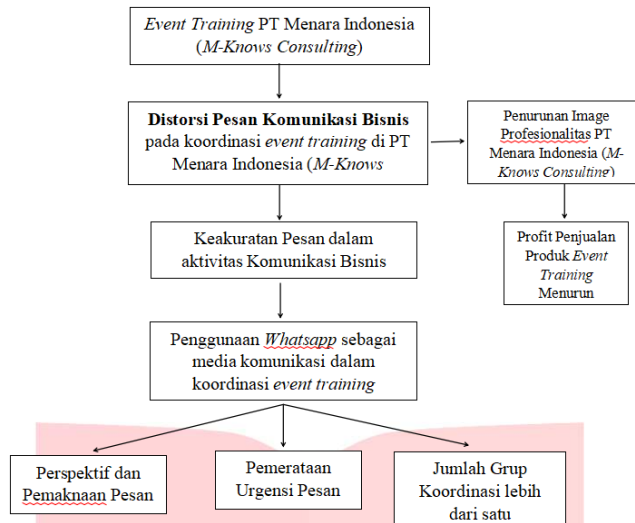 Event Training PT Menara Indonesia
(M-Knows Consulting)
Distorsi Pesan Komunikasi Bisnis
pada koordinasi event training di PT
Menara Indonesia (M-Knows
Penurunan Image
Profesionalitas PT
Menara Indonesia (M-
Knows Consulting)
Keakuratan Pesan dalam
aktivitas Komunikasi Bisnis
Profit Penjualan
Produk Event
Training
Menurun
Penggunaan Whatsapp sebagai
media komunikasi dalam
koordinasi event training
Perspektif dan
Pemaknaan Pesan
Pemerataan
Urgensi Pesan
Jumlah Grup
Koordinasi lebih
dari satu